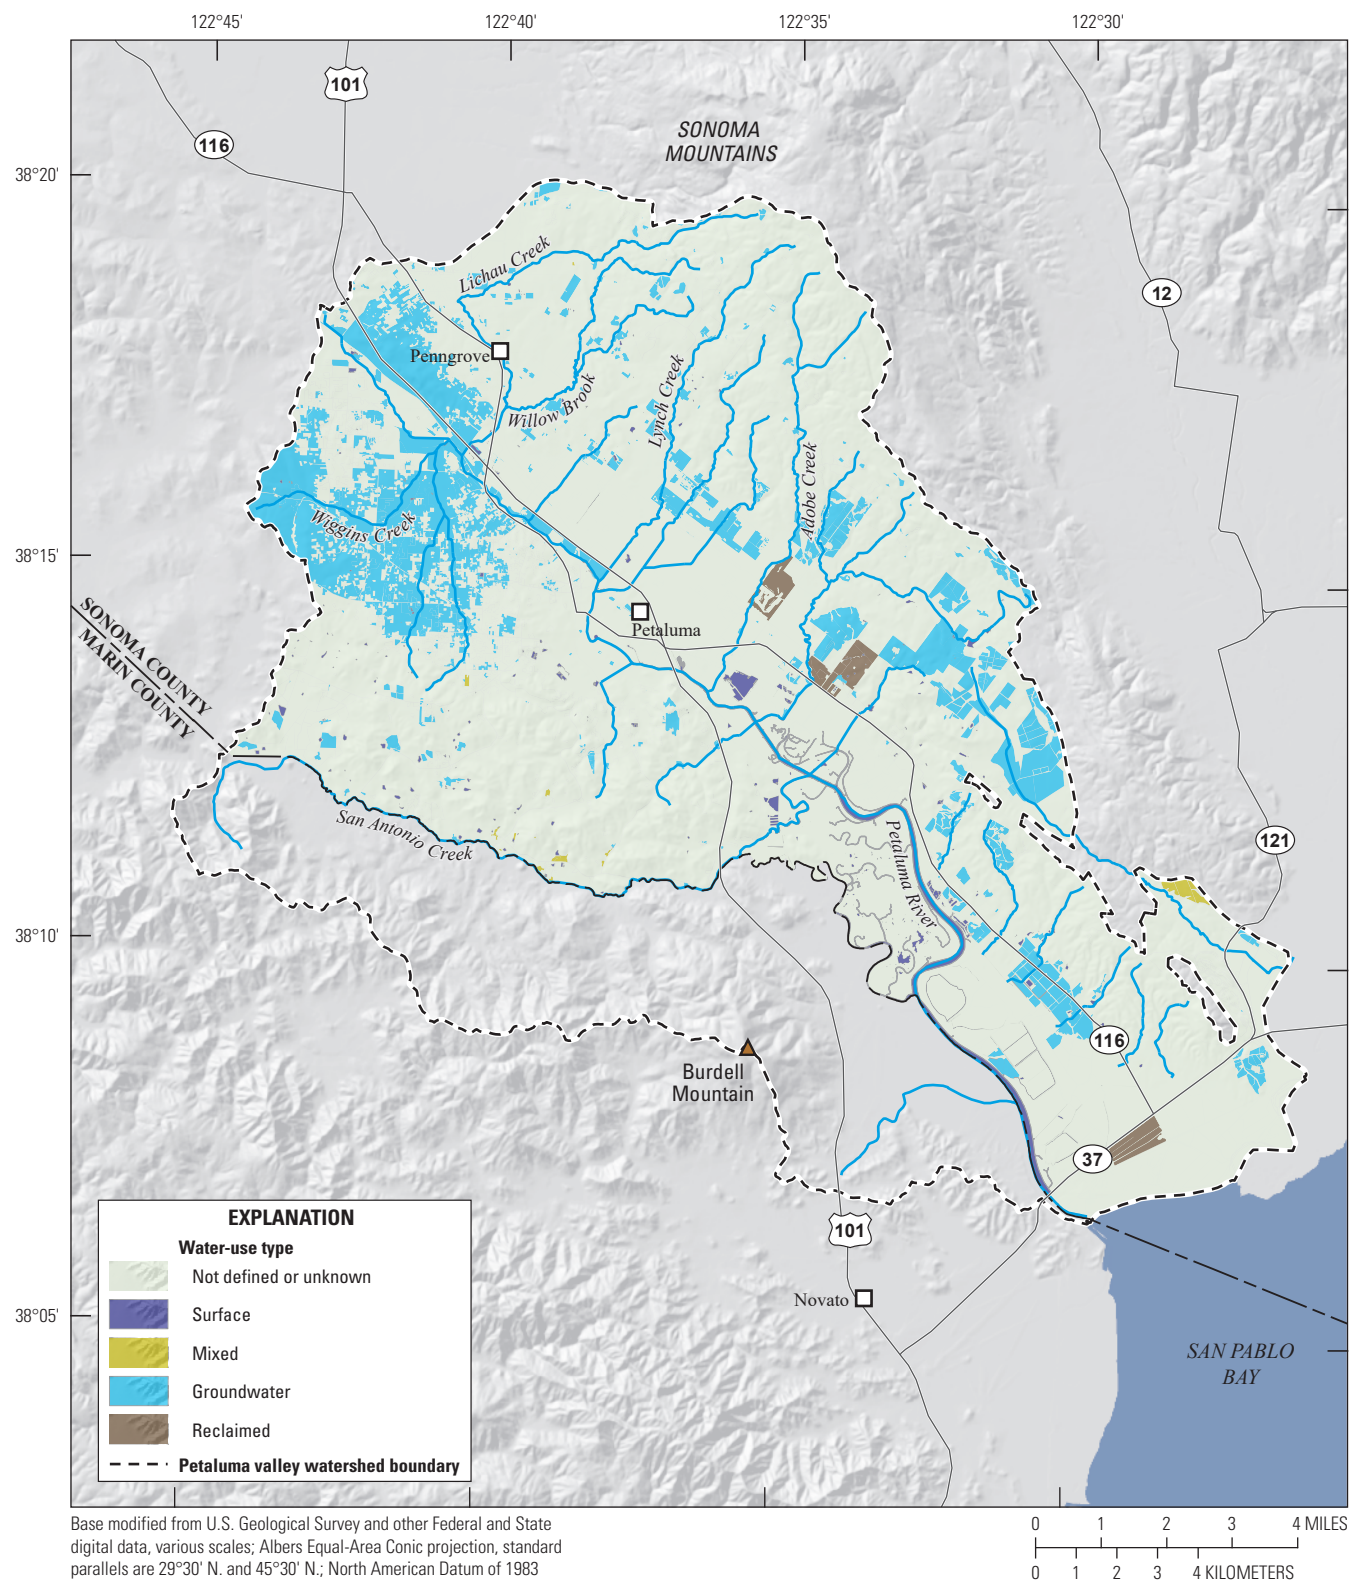 122°45'
122°40'
122°35'
122°30'
101
116
SONOMA
MOUNTAINS
38°20'
Lichau Creek
12
Penngrove
Willow Brook
Lynch Creek
Adobe Creek
Wiggins Creek
38°15'
Petaluma
SONOMA COUNTY
MARIN COUNTY
San Antonio Creek
Petaluma River
121
38°10'
116
Burdell
Mountain
37
101
Novato
38°05'
SAN PABLO
BAY
EXPLANATION
Water-use type
Not defined or unknown
Surface
Mixed
Groundwater
Reclaimed
Petaluma valley watershed boundary
Base modified from U.S. Geological Survey and other Federal and State
digital data, various scales; Albers Equal-Area Conic projection, standard
parallels are 29°30' N. and 45°30' N.; North American Datum of 1983
0 1 2 3 4 MILES
0 1 2 3 4 KILOMETERS